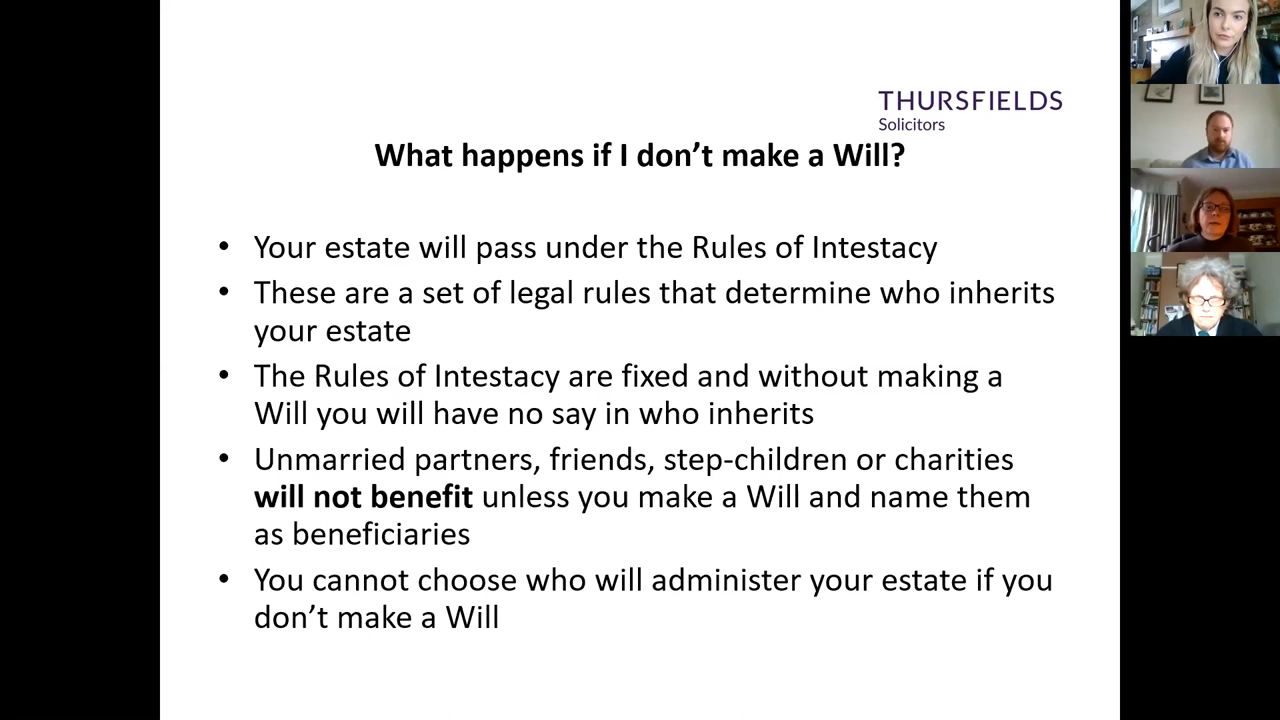 THURSFIELDS
Solicitors
What happens if I don’t make a Will?
• Your estate will pass under the Rules of Intestacy
• These are a set of legal rules that determine who inherits
your estate
• The Rules of Intestacy are fixed and without making a
Will you will have no say in who inherits
• Unmarried partners, friends, step-children or charities
will not benefit unless you make a Will and name them
as beneficiaries
• You cannot choose who will administer your estate if you
don’t make a Will